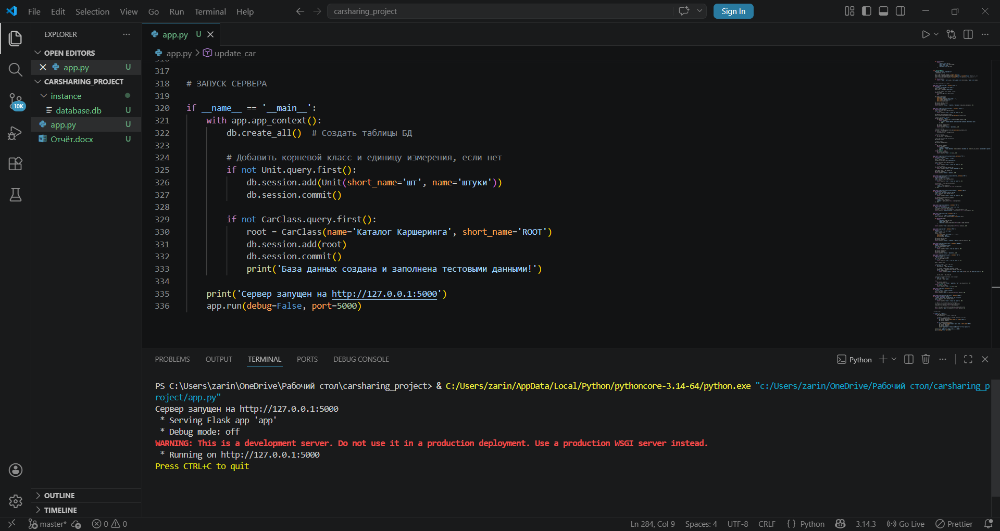 File Edit Selection View Go Run Terminal Help
carsharing_project
Sign In
EXPLORER
OPEN EDITORS
app.py U
CARSHARING_PROJECT
instance
database.db U
app.py U
Отчёт.docx U
10K
OUTLINE
TIMELINE
app.py U
app.py > update_car
317
318 # ЗАПУСК СЕРВЕРА
319
320 if __name__ == '__main__':
321 with app.app_context():
322 db.create_all() # Создать таблицы БД
323
324 # Добавить корневой класс и единицу измерения, если нет
325 if not Unit.query.first():
326 db.session.add(Unit(short_name='шт', name='штуки'))
327 db.session.commit()
328
329 if not CarClass.query.first():
330 root = CarClass(name='Каталог Каршеринга', short_name='ROOT')
331 db.session.add(root)
332 db.session.commit()
333 print('База данных создана и заполнена тестовыми данными!')
334
335 print('Сервер запущен на http://127.0.0.1:5000')
336 app.run(debug=False, port=5000)
PROBLEMS OUTPUT TERMINAL PORTS DEBUG CONSOLE
Python
PS C:\Users\zarin\OneDrive\Рабочий стол\carsharing_project> & C:/Users/zarin/AppData/Local/Python/pythoncore-3.14-64/python.exe "c:/Users/zarin/OneDrive/Рабочий стол/carsharing_p
roject/app.py"
Сервер запущен на http://127.0.0.1:5000
* Serving Flask app 'app'
* Debug mode: off
WARNING: This is a development server. Do not use it in a production deployment. Use a production WSGI server instead.
* Running on http://127.0.0.1:5000
Press CTRL+C to quit
master* 0 0
Ln 284, Col 9 Spaces: 4 UTF-8 CRLF { } Python 3.14.3 Go Live Prettier